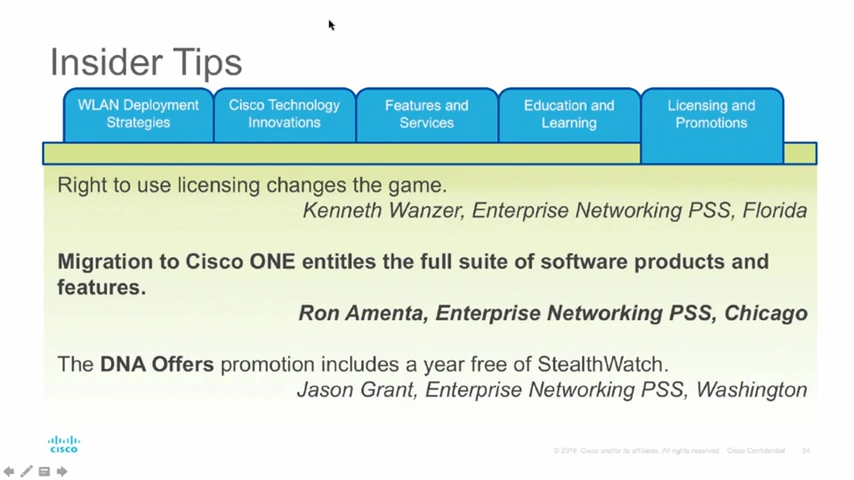 Insider Tips
WLAN Deployment
Strategies
Cisco Technology
Innovations
Features and
Services
Education and
Learning
Licensing and
Promotions
Right to use licensing changes the game.
Kenneth Wanzer, Enterprise Networking PSS, Florida
Migration to Cisco ONE entitles the full suite of software products and
features.
Ron Amenta, Enterprise Networking PSS, Chicago
The DNA Offers promotion includes a year free of StealthWatch.
Jason Grant, Enterprise Networking PSS, Washington
CISCO
© 2016 Cisco and/or its affiliates. All rights reserved. Cisco Confidential 34